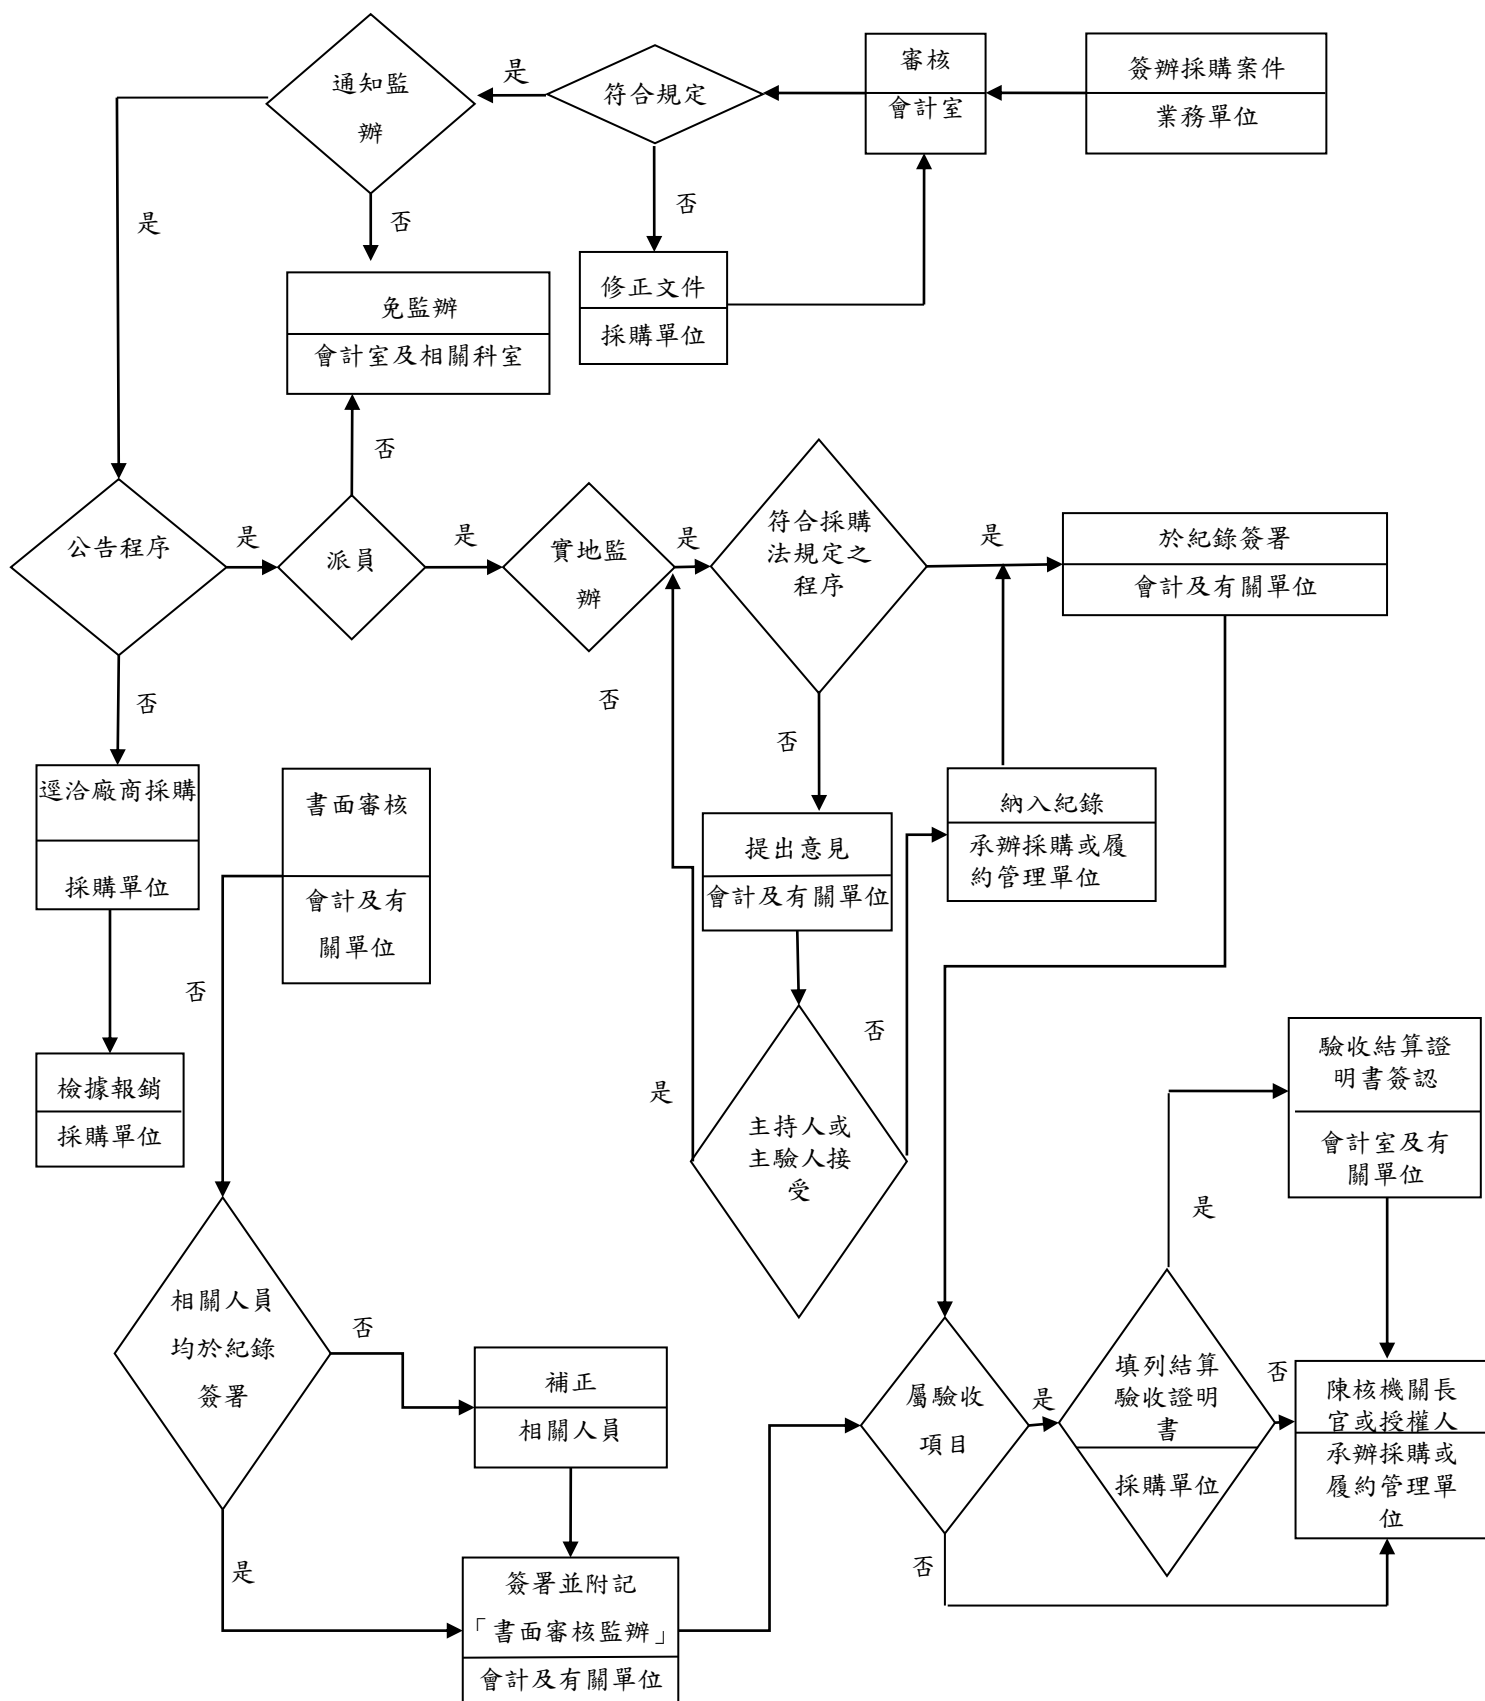 通知監
辦
是
符合規定
審核
會計室
簽辦採購案件
業務單位
是
否
否
免監辦
會計室及相關科室
修正文件
採購單位
否
公告程序
是
派員
是
實地監
辦
是
符合採購
法規定之
程序
是
於紀錄簽署
會計及有關單位
否
否
否
逕洽廠商採購
採購單位
書面審核
會計及有
關單位
提出意見
會計及有關單位
納入紀錄
承辦採購或履
約管理單位
否
否
檢據報銷
採購單位
是
主持人或
主驗人接
受
驗收結算證
明書簽認
會計室及有
關單位
是
相關人員
均於紀錄
簽署
否
補正
相關人員
屬驗收
項目
是
填列結算
驗收證明
書
採購單位
否
陳核機關長
官或授權人
承辦採購或
履約管理單
位
是
否
簽署並附記
「書面審核監辦」
會計及有關單位